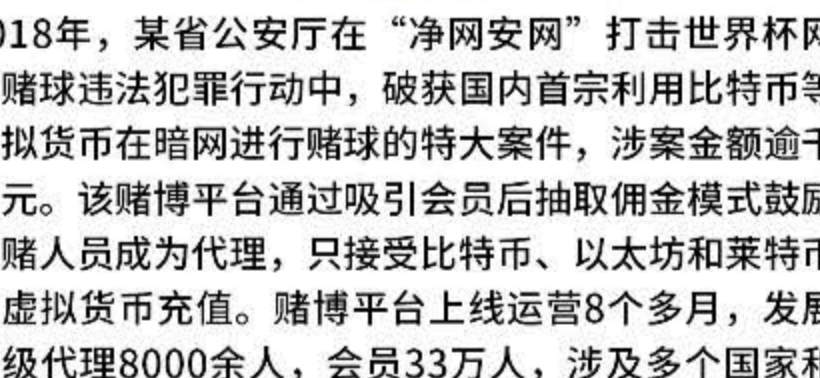 018年，某省公安厅在“净网安网”打击世界杯网
赌球违法犯罪行动中，破获国内首宗利用比特币等
拟货币在暗网进行赌球的特大案件，涉案金额逾千
元。该赌博平台通过吸引会员后抽取佣金模式鼓励
赌人员成为代理，只接受比特币、以太坊和莱特币
虚拟货币充值。赌博平台上线运营8个多月，发展
级代理8000余人，会员33万人，涉及多个国家和